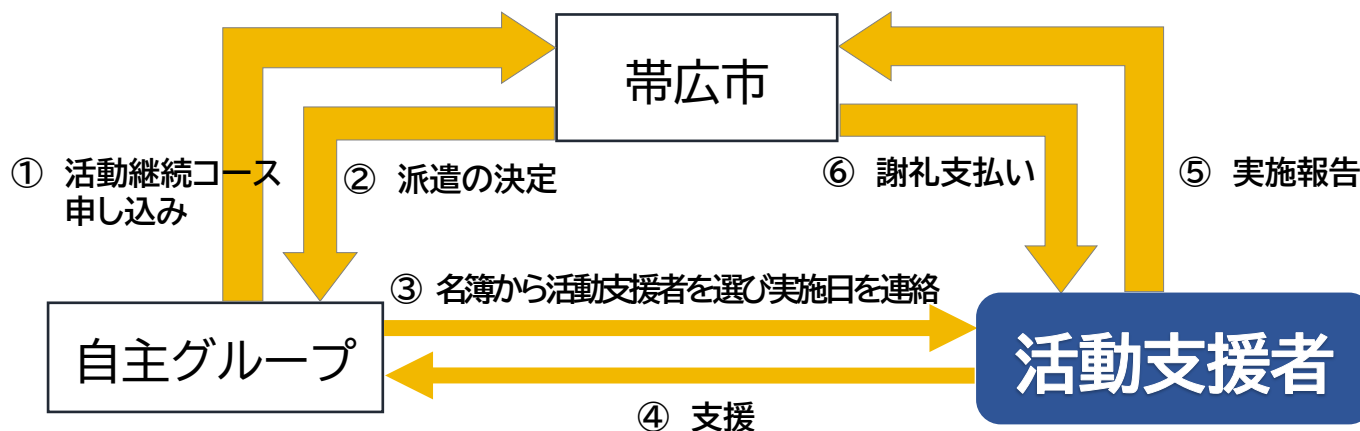 帯広市
① 活動継続コース
申し込み
② 派遣の決定
⑥ 謝礼支払い
⑤ 実施報告
③ 名簿から活動支援者を選び実施日を連絡
自主グループ
活動支援者
④ 支援